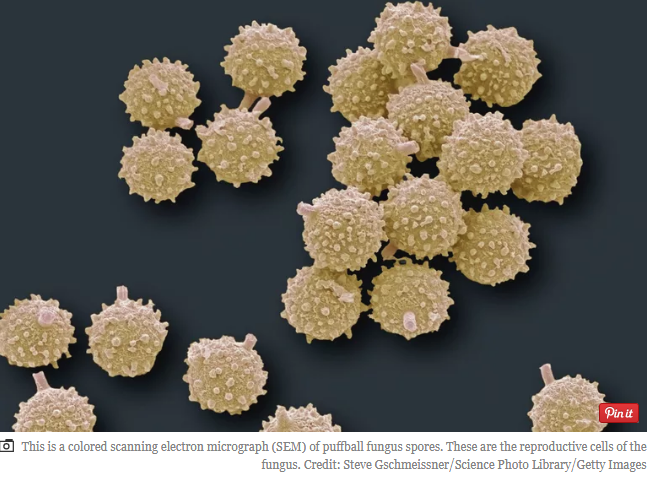 Pin it
This is a colored scanning electron micrograph (SEM) of puffball fungus spores. These are the reproductive cells of the
fungus. Credit: Steve Gschmeissner/Science Photo Library/Getty Images